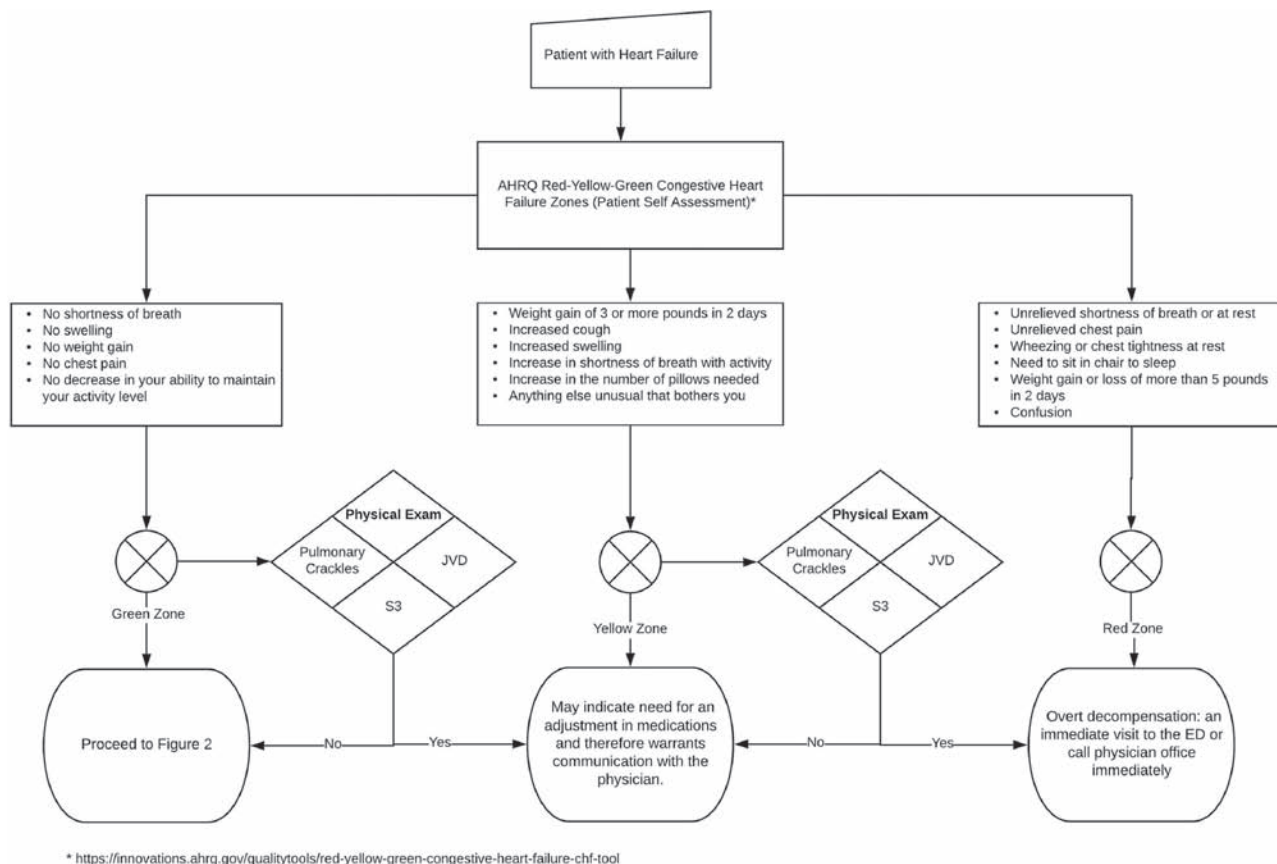 Patient with Heart Failure
AHRQ Red-Yellow-Green Congestive Heart
Failure Zones (Patient Self Assessment)*
• No shortness of breath
• No swelling
• No weight gain
• No chest pain
• No decrease in your ability to maintain
your activity level
• Weight gain of 3 or more pounds in 2 days
• Increased cough
• Increased swelling
• Increase in shortness of breath with activity
• Increase in the number of pillows needed
• Anything else unusual that bothers you
• Unrelieved shortness of breath or at rest
• Unrelieved chest pain
• Wheezing or chest tightness at rest
• Need to sit in chair to sleep
• Weight gain or loss of more than 5 pounds
in 2 days
• Confusion
Physical Exam
Pulmonary
Crackles
JVD
S3
Physical Exam
Pulmonary
Crackles
JVD
S3
Green Zone
Yellow Zone
Red Zone
Proceed to Figure 2
No
Yes
May indicate need for an
adjustment in medications
and therefore warrants
communication with the
physician.
No
Yes
Overt decompensation: an
immediate visit to the ED or
call physician office
immediately
* https://innovations.ahrq.gov/qualitytools/red-yellow-green-congestive-heart-failure-chf-tool